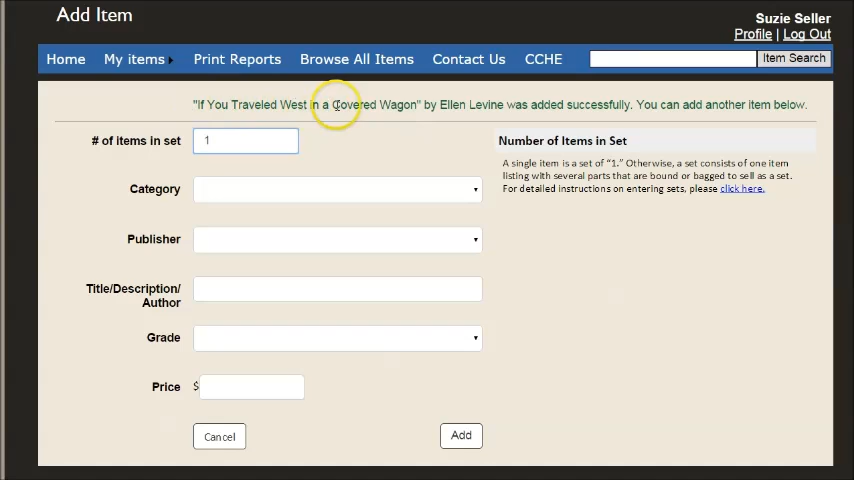 Add Item
Suzie Seller
Profile | Log Out
Home My items Print Reports Browse All Items Contact Us CCHE Item Search
"If You Traveled West in a Covered Wagon" by Ellen Levine was added successfully. You can add another item below.
# of items in set 1
Number of Items in Set
A single item is a set of "1." Otherwise, a set consists of one item
listing with several parts that are bound or bagged to sell as a set.
For detailed instructions on entering sets, please click here.
Category
Publisher
Title/Description/
Author
Grade
Price $
Cancel Add